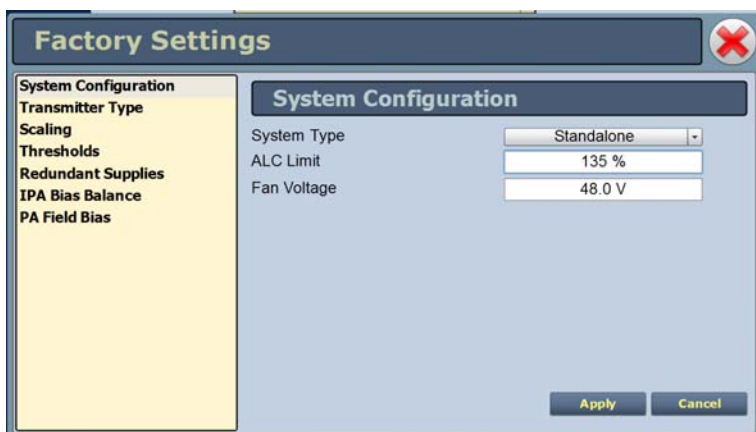 Factory Settings
System Configuration
Transmitter Type
Scaling
Thresholds
Redundant Supplies
IPA Bias Balance
PA Field Bias
System Configuration
System Type Standalone
ALC Limit 135 %
Fan Voltage 48.0 V
Apply Cancel